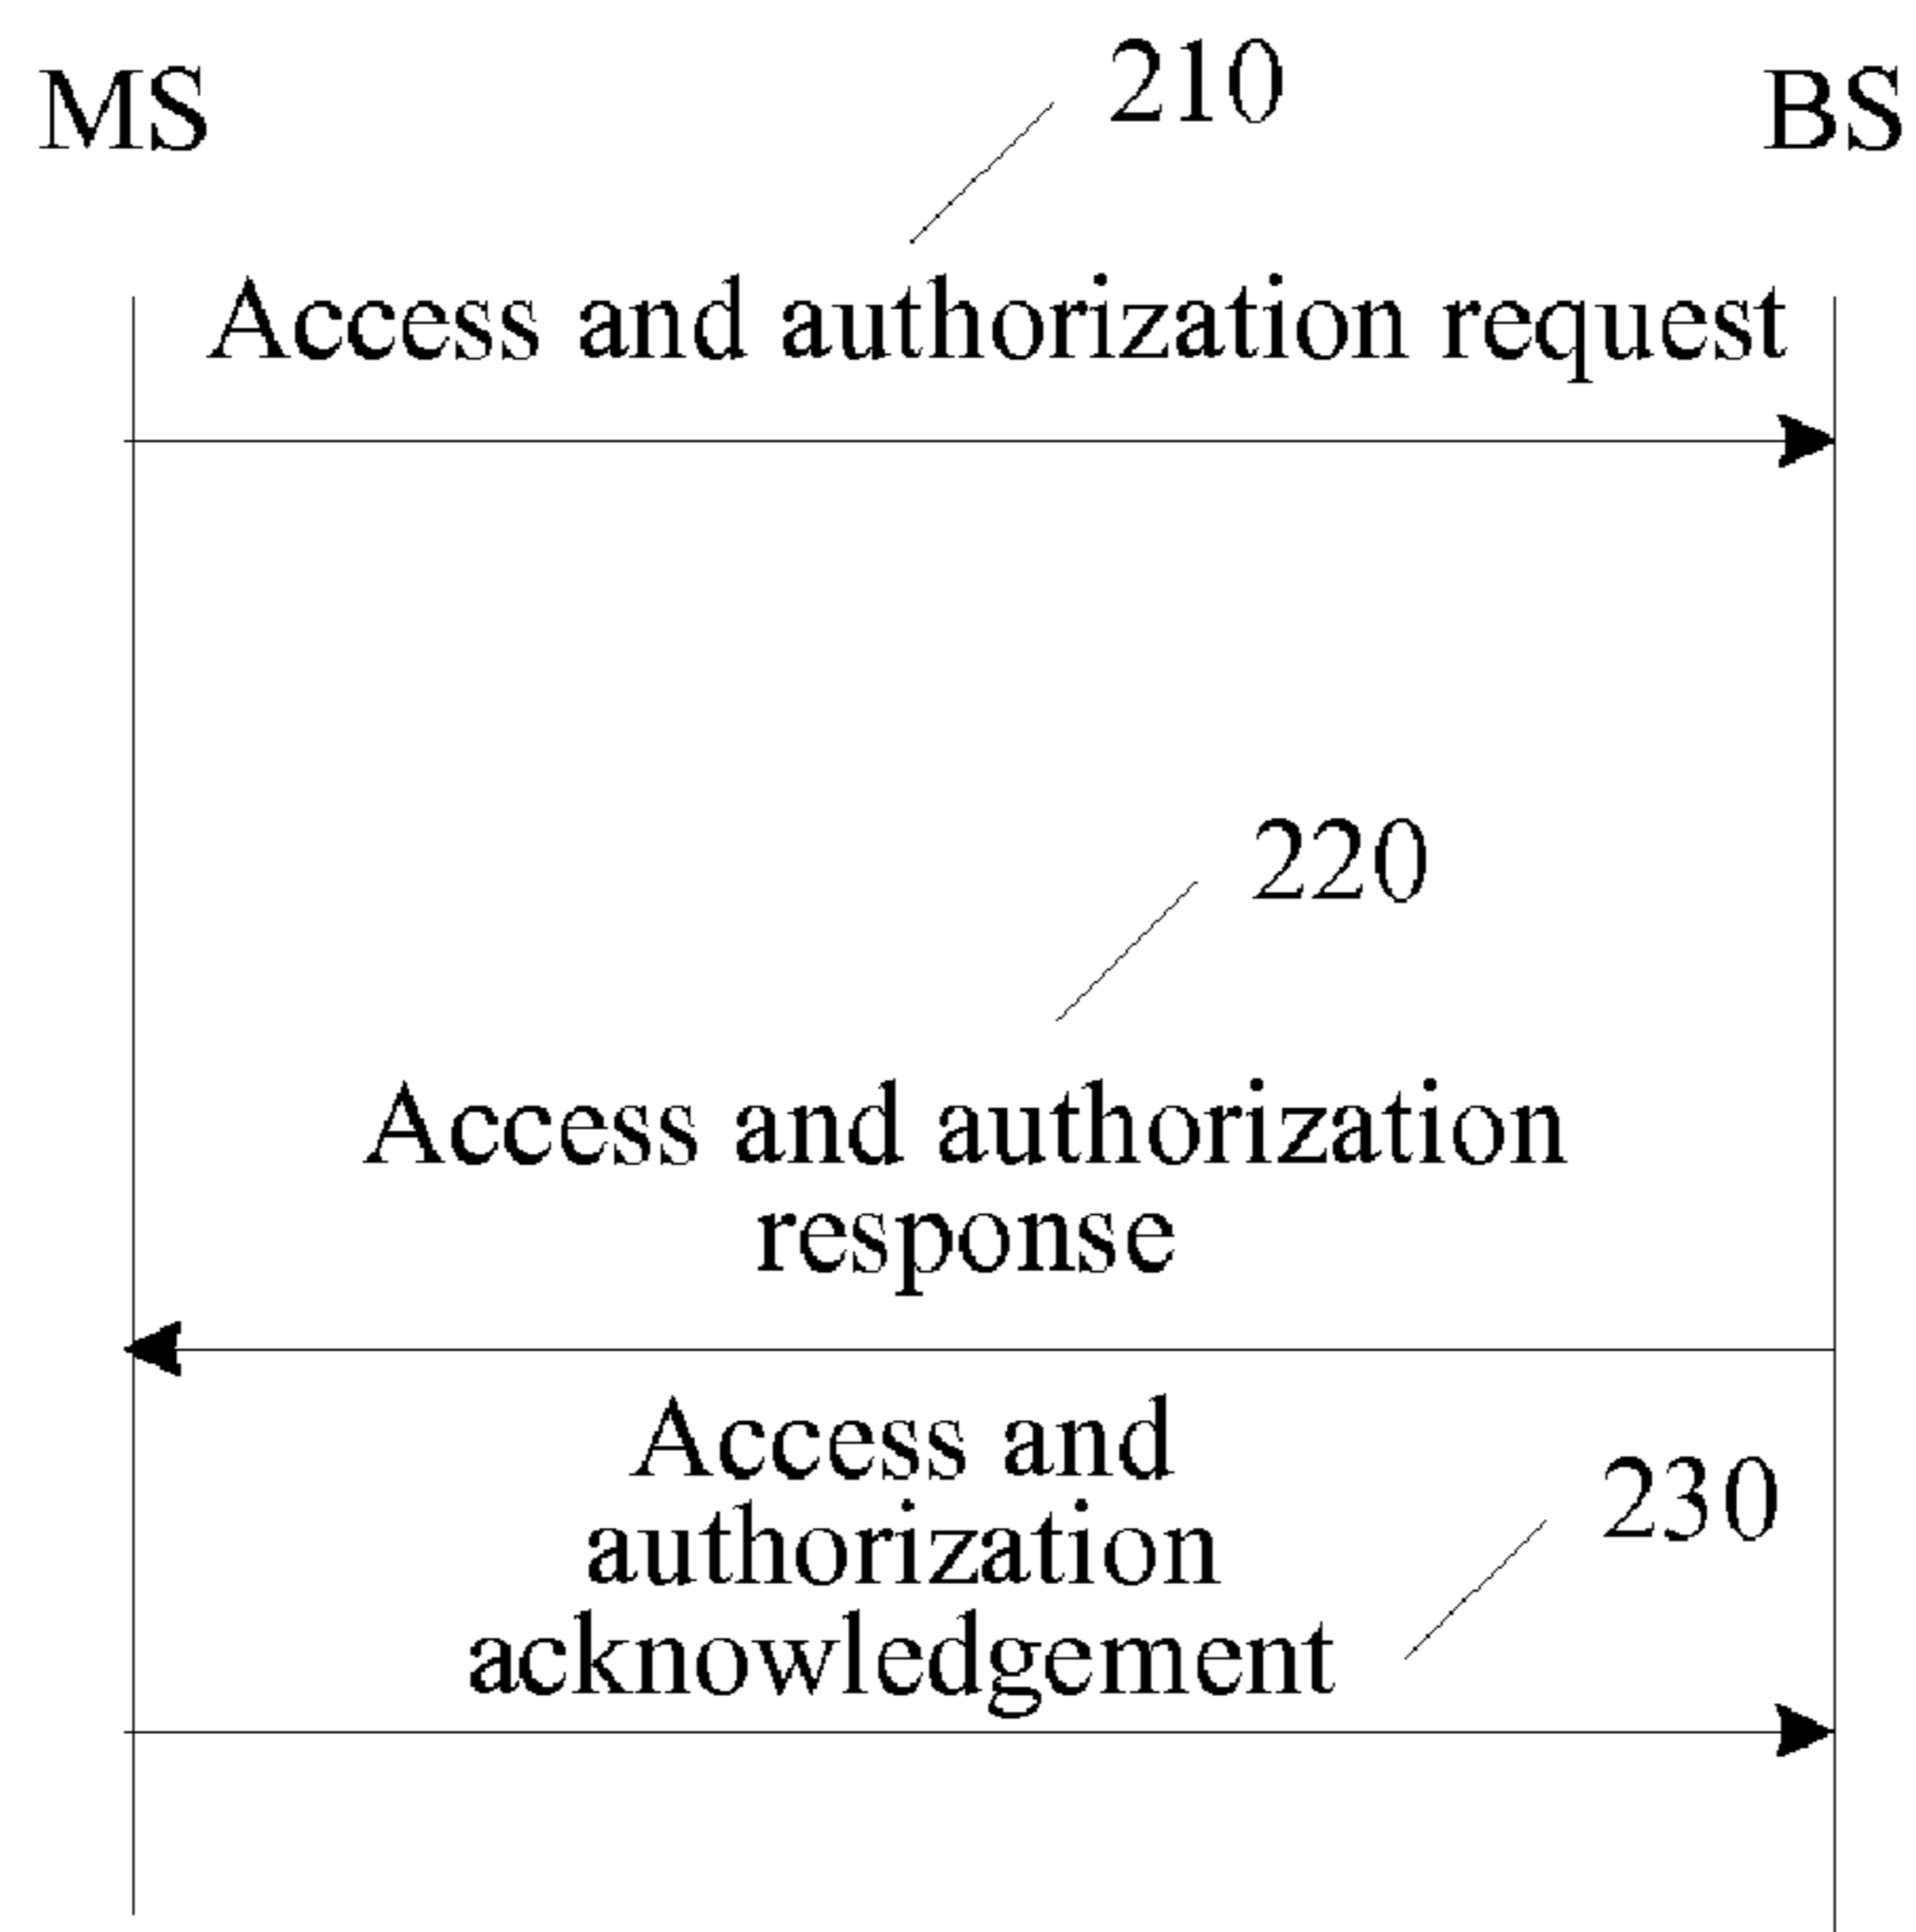 MS
210
BS
Access and authorization request
220
Access and authorization
response
Access and
authorization
acknowledgement
230